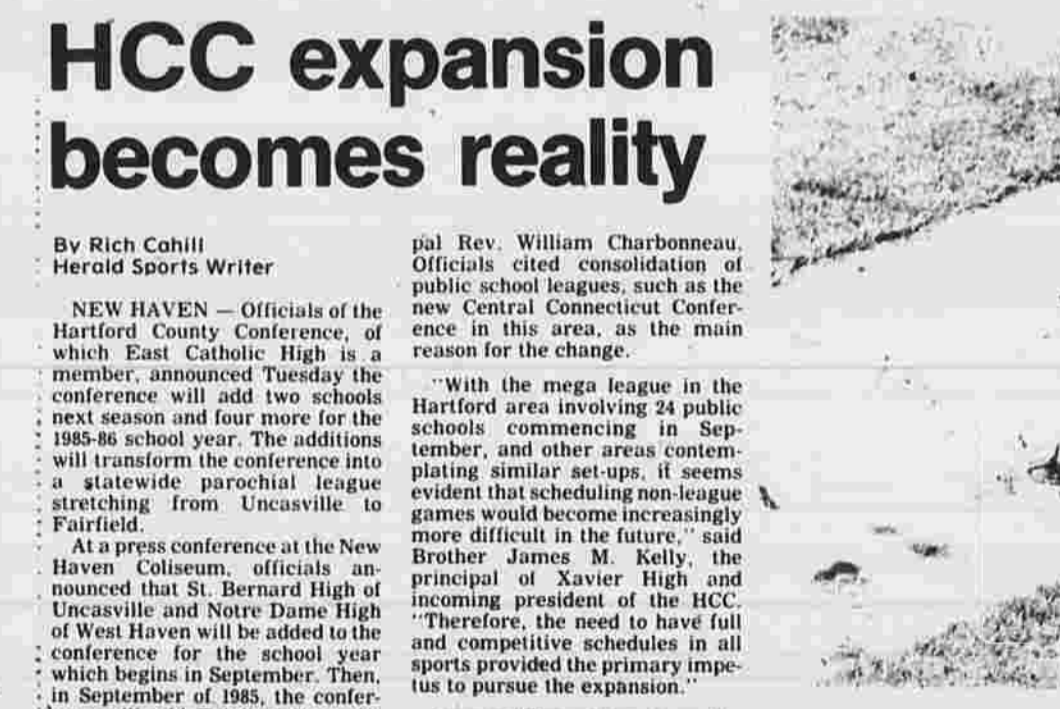 HCC expansion
becomes reality
By Rich Cahill
Herald Sports Writer
NEW HAVEN — Officials of the
Hartford County Conference, of
which East Catholic High is a
member, announced Tuesday the
conference will add two schools
next season and four more for the
1985-86 school year. The additions
will transform the conference into
a statewide parochial league
stretching from Uncasville to
Fairfield.
At a press conference at the New
Haven Coliseum, officials an-
nounced that St. Bernard High of
Uncasville and Notre Dame High
of West Haven will be added to the
conference for the school year
which begins in September. Then,
in September of 1985, the confer-
pal Rev. William Charbonneau.
Officials cited consolidation of
public school leagues, such as the
new Central Connecticut Confer-
ence in this area, as the main
reason for the change.
"With the mega league in the
Hartford area involving 24 public
schools commencing in Sep-
tember, and other areas contem-
plating similar set-ups, it seems
evident that scheduling non-league
games would become increasingly
more difficult in the future," said
Brother James M. Kelly, the
principal of Xavier High and
incoming president of the HCC.
"Therefore, the need to have full
and competitive schedules in all
sports provided the primary impe-
tus to pursue the expansion."